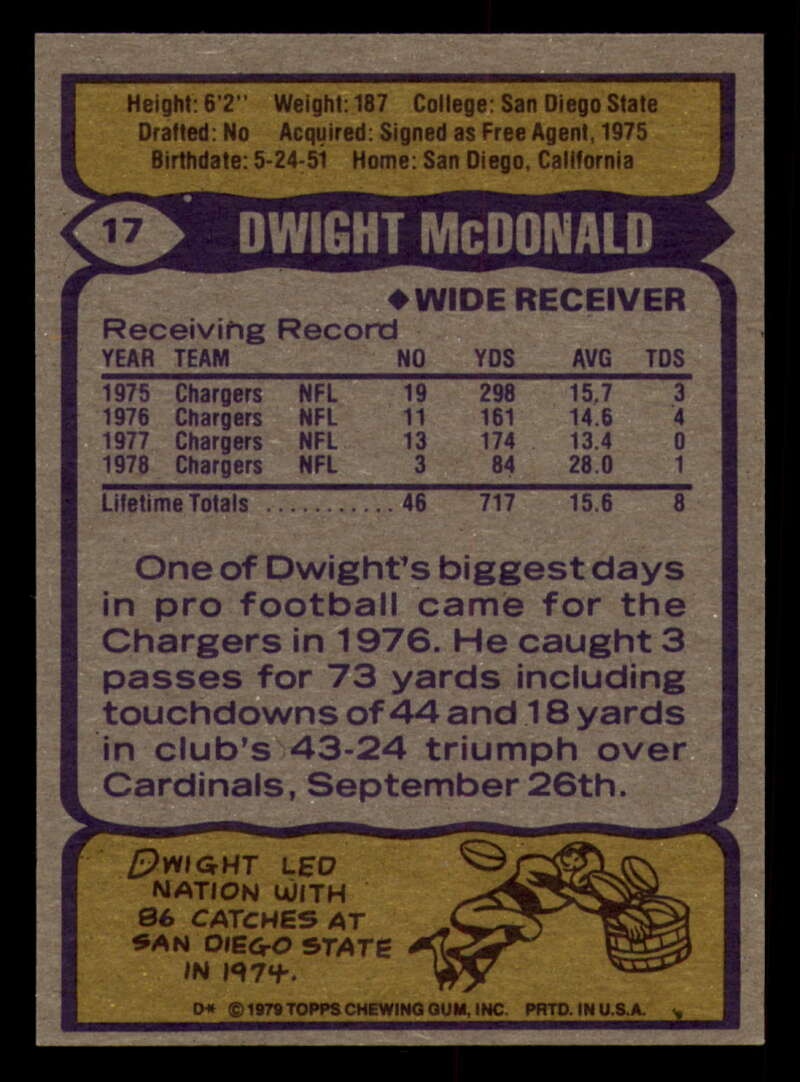 Height: 6'2" Weight: 187 College: San Diego State
Drafted: No Acquired: Signed as Free Agent, 1975
Birthdate: 5-24-51 Home: San Diego, California
17 DWIGHT McDONALD
◆WIDE RECEIVER
Receiving Record
YEAR TEAM NO YDS AVG TDS
1975 Chargers NFL 19 298 15.7 3
1976 Chargers NFL 11 161 14.6 4
1977 Chargers NFL 13 174 13.4 0
1978 Chargers NFL 3 84 28.0 1
Lifetime Totals ........... 46 717 15.6 8
One of Dwight's biggest days
in pro football came for the
Chargers in 1976. He caught 3
passes for 73 yards including
touchdowns of 44 and 18 yards
in club's 43-24 triumph over
Cardinals, September 26th.
DWIGHT LED
NATION WITH
86 CATCHES AT
SAN DIEGO STATE
IN 1974.
D* © 1979 TOPPS CHEWING GUM, INC. PRTD. IN U.S.A.